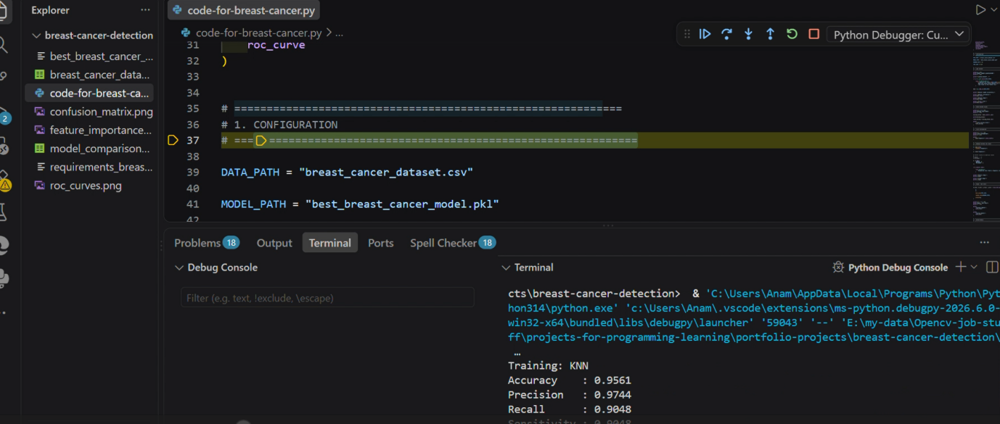 Explorer
breast-cancer-detection
best_breast_cancer_...
breast_cancer_data...
code-for-breast-ca...
confusion_matrix.png
feature_importance...
model_comparison...
requirements_breas...
roc_curves.png
2
code-for-breast-cancer.py
code-for-breast-cancer.py > ...
Python Debugger: Cu...
31 roc_curve
32 )
33
34
35 # ============================================================
36 # 1. CONFIGURATION
37 # ============================================================
38
39 DATA_PATH = "breast_cancer_dataset.csv"
40
41 MODEL_PATH = "best_breast_cancer_model.pkl"
42
Problems 18 Output Terminal Ports Spell Checker 18
Debug Console
Filter (e.g. text, !exclude, \escape)
Terminal
Python Debug Console
cts\breast-cancer-detection> & 'C:\Users\Anam\AppData\Local\Programs\Python\Pyt
hon314\python.exe' 'c:\Users\Anam\.vscode\extensions\ms-python.debugpy-2026.6.0-
win32-x64\bundled\libs\debugpy\launcher' '59043' '--' 'E:\my-data\Opencv-job-stu
ff\projects-for-programming-learning\portfolio-projects\breast-cancer-detection\
…
Training: KNN
Accuracy : 0.9561
Precision : 0.9744
Recall : 0.9048
Sensitivity : 0.9048